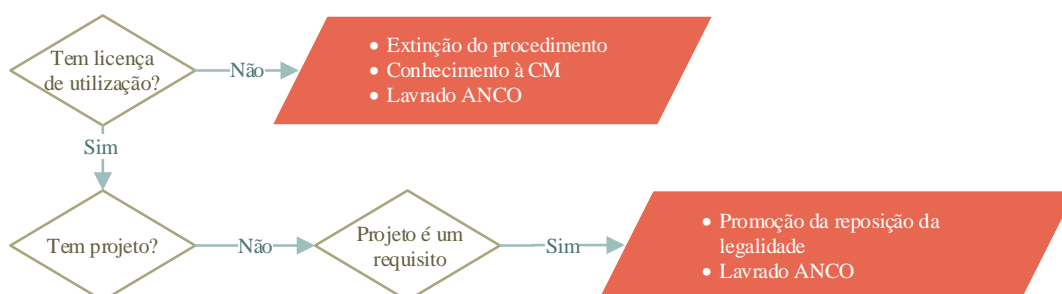 Tem licença
de utilização?
Não
• Extinção do procedimento
• Conhecimento à CM
• Lavrado ANCO
Sim
Tem projeto?
Não
Projeto é um
requisito
Sim
• Promoção da reposição da
legalidade
• Lavrado ANCO